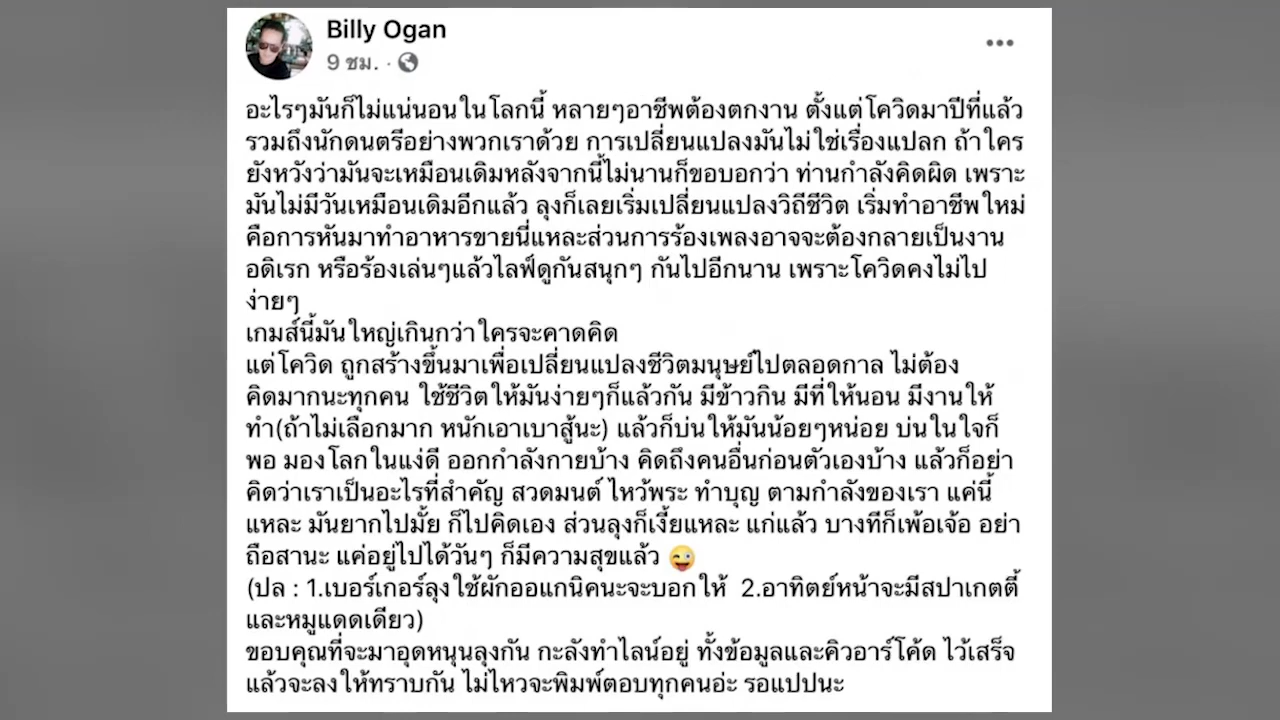 Billy Ogan
9 ชม. ·
อะไรๆมันก็ไม่แน่นอนในโลกนี้ หลายๆอาชีพต้องตกงาน ตั้งแต่โควิดมาปีที่แล้ว
รวมถึงนักดนตรีอย่างพวกเราด้วย การเปลี่ยนแปลงมันไม่ใช่เรื่องแปลก ถ้าใคร
ยังหวังว่ามันจะเหมือนเดิมหลังจากนี้ไม่นานก็ขอบอกว่า ท่านกำลังคิดผิด เพราะ
มันไม่มีวันเหมือนเดิมอีกแล้ว ลุงก็เลยเริ่มเปลี่ยนแปลงวิถีชีวิต เริ่มทำอาชีพใหม่
คือการหันมาทำอาหารขายนี่แหละส่วนการร้องเพลงอาจจะต้องกลายเป็นงาน
อดิเรก หรือร้องเล่นๆแล้วไลฟ์ดูกันสนุกๆ กันไปอีกนาน เพราะโควิดคงไม่ไป
ง่ายๆ
เกมส์นี้มันใหญ่เกินกว่าใครจะคาดคิด
แต่โควิด ถูกสร้างขึ้นมาเพื่อเปลี่ยนแปลงชีวิตมนุษย์ไปตลอดกาล ไม่ต้อง
คิดมากนะทุกคน ใช้ชีวิตให้มันง่ายๆก็แล้วกัน มีข้าวกิน มีที่ให้นอน มีงานให้
ทำ(ถ้าไม่เลือกมาก หนักเอาเบาสู้นะ) แล้วก็บ่นให้มันน้อยๆหน่อย บ่นในใจก็
พอ มองโลกในแง่ดี ออกกำลังกายบ้าง คิดถึงคนอื่นก่อนตัวเองบ้าง แล้วก็อย่า
คิดว่าเราเป็นอะไรที่สำคัญ สวดมนต์ ไหว้พระ ทำบุญ ตามกำลังของเรา แค่นี้
แหละ มันยากไปมั้ย ก็ไปคิดเอง ส่วนลุงก็เงี้ยแหละ แก่แล้ว บางทีก็เพ้อเจ้อ อย่า
ถือสานะ แค่อยู่ไปได้วันๆ ก็มีความสุขแล้ว 😜
(ปล : 1.เบอร์เกอร์ลุงใช้ผักออแกนิคนะจะบอกให้ 2.อาทิตย์หน้าจะมีสปาเกตตี้
และหมูแดดเดียว)
ขอบคุณที่จะมาอุดหนุนลุงกัน กะลังทำไลน์อยู่ ทั้งข้อมูลและคิวอาร์โค้ด ไว้เสร็จ
แล้วจะลงให้ทราบกัน ไม่ไหวจะพิมพ์ตอบทุกคนอ่ะ รอแปปนะ